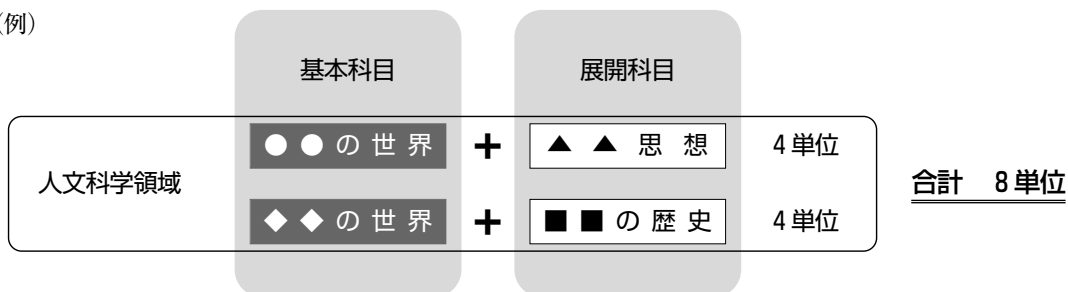 (例)
基本科目 展開科目
●●の世界 + ▲▲思想 4単位
人文科学領域 合計 8単位
◆◆の世界 + ■■の歴史 4単位